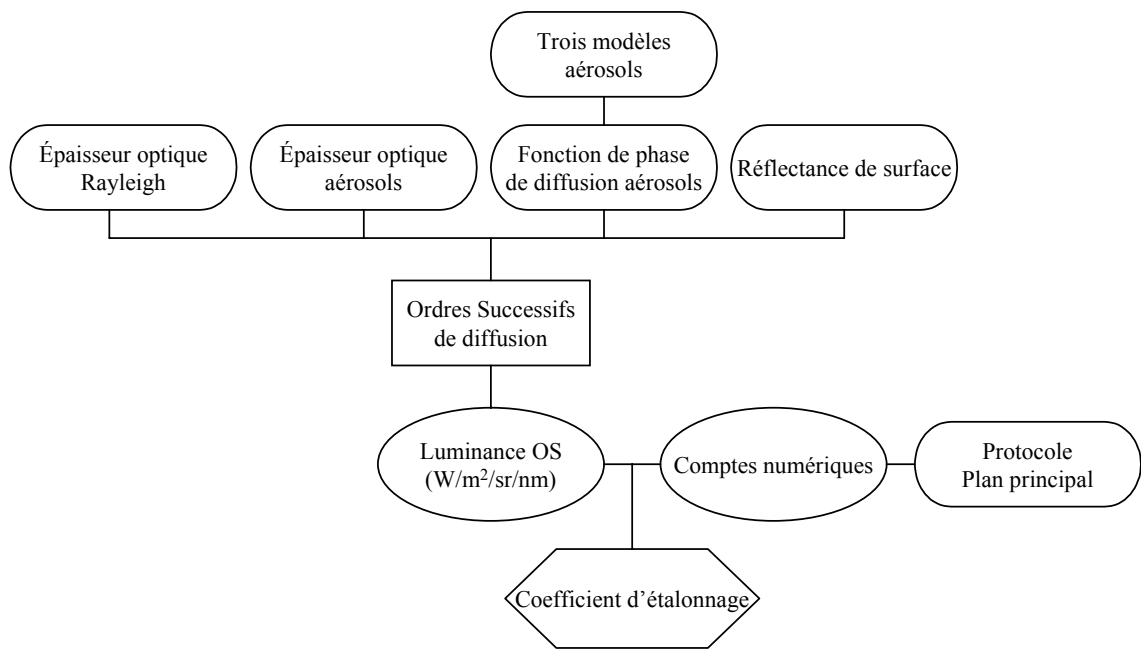 Trois modèles
aérosols
Épaisseur optique
Rayleigh
Épaisseur optique
aérosols
Fonction de phase
de diffusion aérosols
Réflectance de surface
Ordres Successifs
de diffusion
Luminance OS
(W/m²/sr/nm)
Comptes numériques
Protocole
Plan principal
Coefficient d’étalonnage